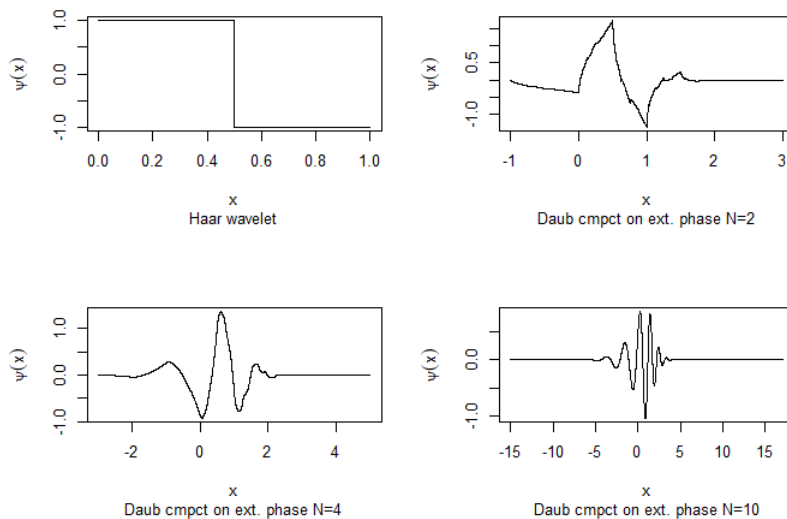 1.0
0.0
-1.0
ψ(x)
0.0 0.2 0.4 0.6 0.8 1.0
x
Haar wavelet
0.5
-1.0
ψ(x)
-1 0 1 2 3
x
Daub cmpct on ext. phase N=2
1.0
0.0
-1.0
ψ(x)
-2 0 2 4
x
Daub cmpct on ext. phase N=4
0.0
-1.0
ψ(x)
-15 -10 -5 0 5 10 15
x
Daub cmpct on ext. phase N=10